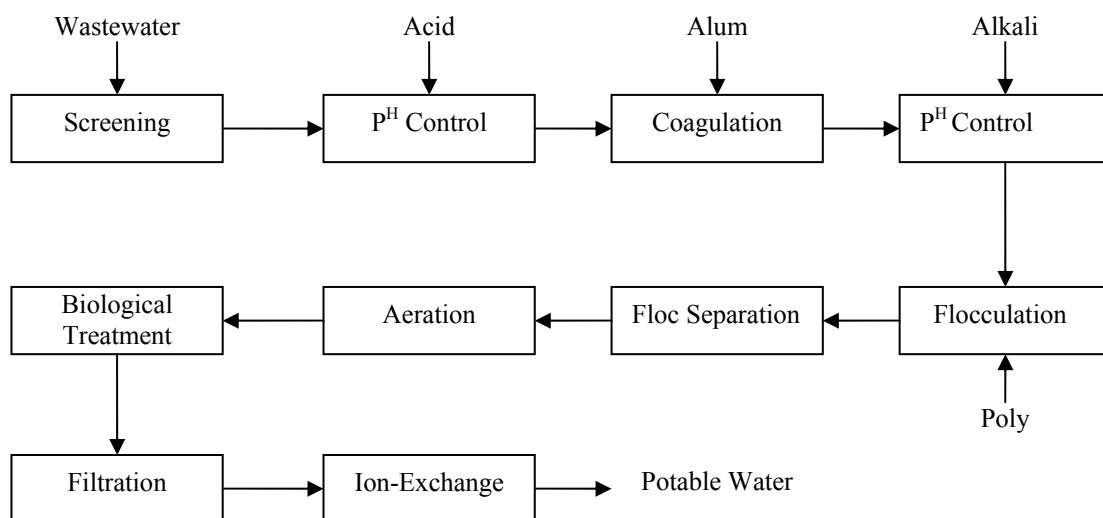 Wastewater
Acid
Alum
Alkali
Screening
P^H Control
Coagulation
P^H Control
Biological
Treatment
Aeration
Floc Separation
Flocculation
Poly
Filtration
Ion-Exchange
Potable Water